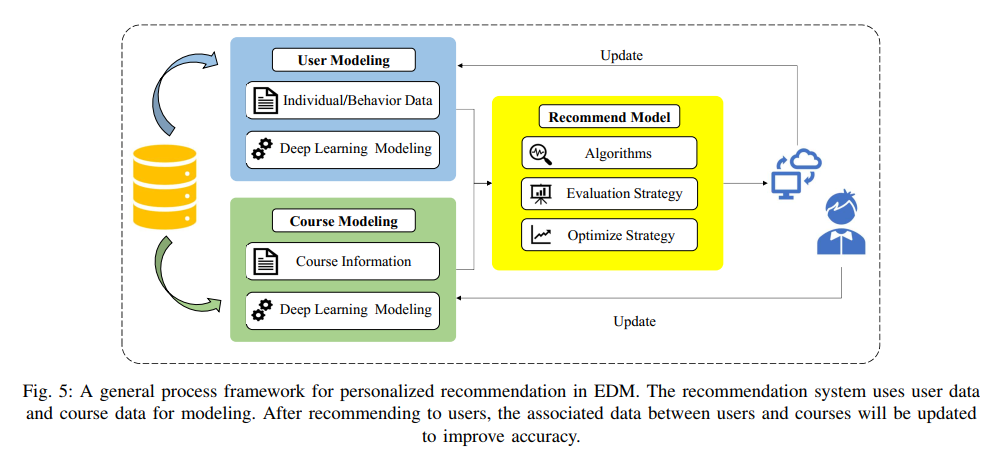 User Modeling
Individual/Behavior Data
Deep Learning Modeling
Course Modeling
Course Information
Deep Learning Modeling
Recommend Model
Algorithms
Evaluation Strategy
Optimize Strategy
Update
Update
Fig. 5: A general process framework for personalized recommendation in EDM. The recommendation system uses user data
and course data for modeling. After recommending to users, the associated data between users and courses will be updated
to improve accuracy.